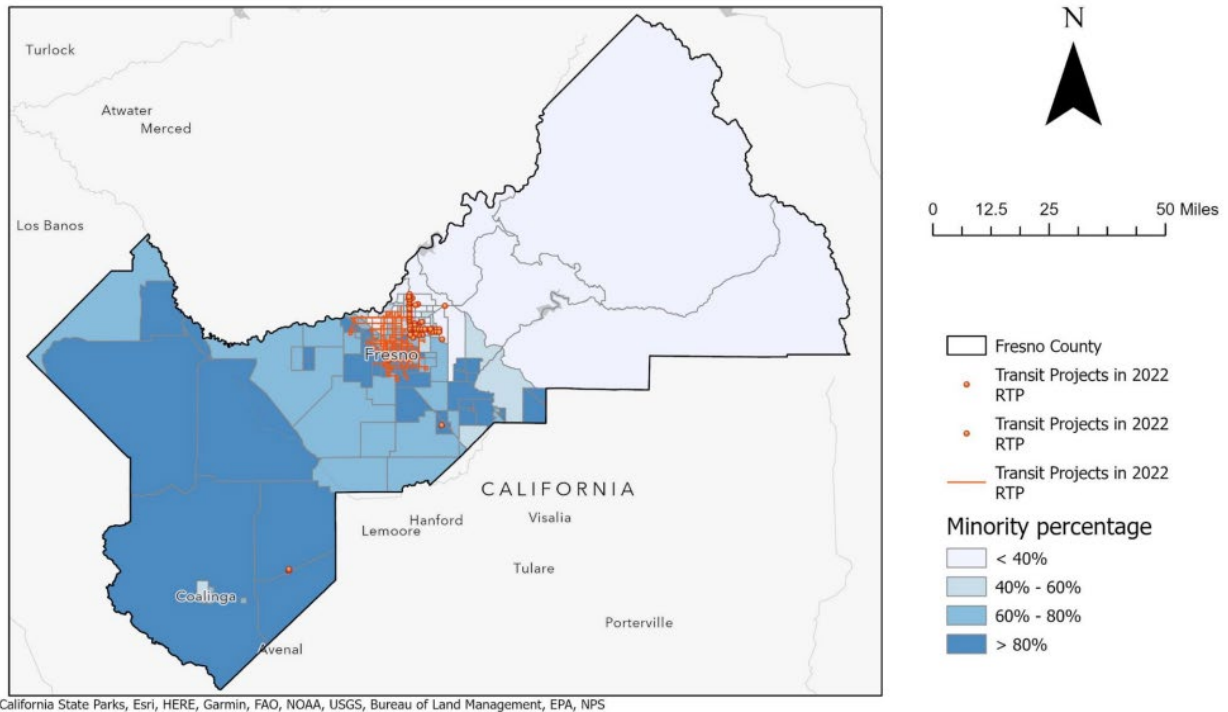 Turlock
Atwater
Merced
Los Banos
Fresno
CALIFORNIA
Hanford
Lemoore
Visalia
Tulare
Coalinga
Porterville
Avenal
N
0 12.5 25 50 Miles
Fresno County
Transit Projects in 2022
RTP
Transit Projects in 2022
RTP
Transit Projects in 2022
RTP
Minority percentage
< 40%
40% - 60%
60% - 80%
> 80%
California State Parks, Esri, HERE, Garmin, FAO, NOAA, USGS, Bureau of Land Management, EPA, NPS